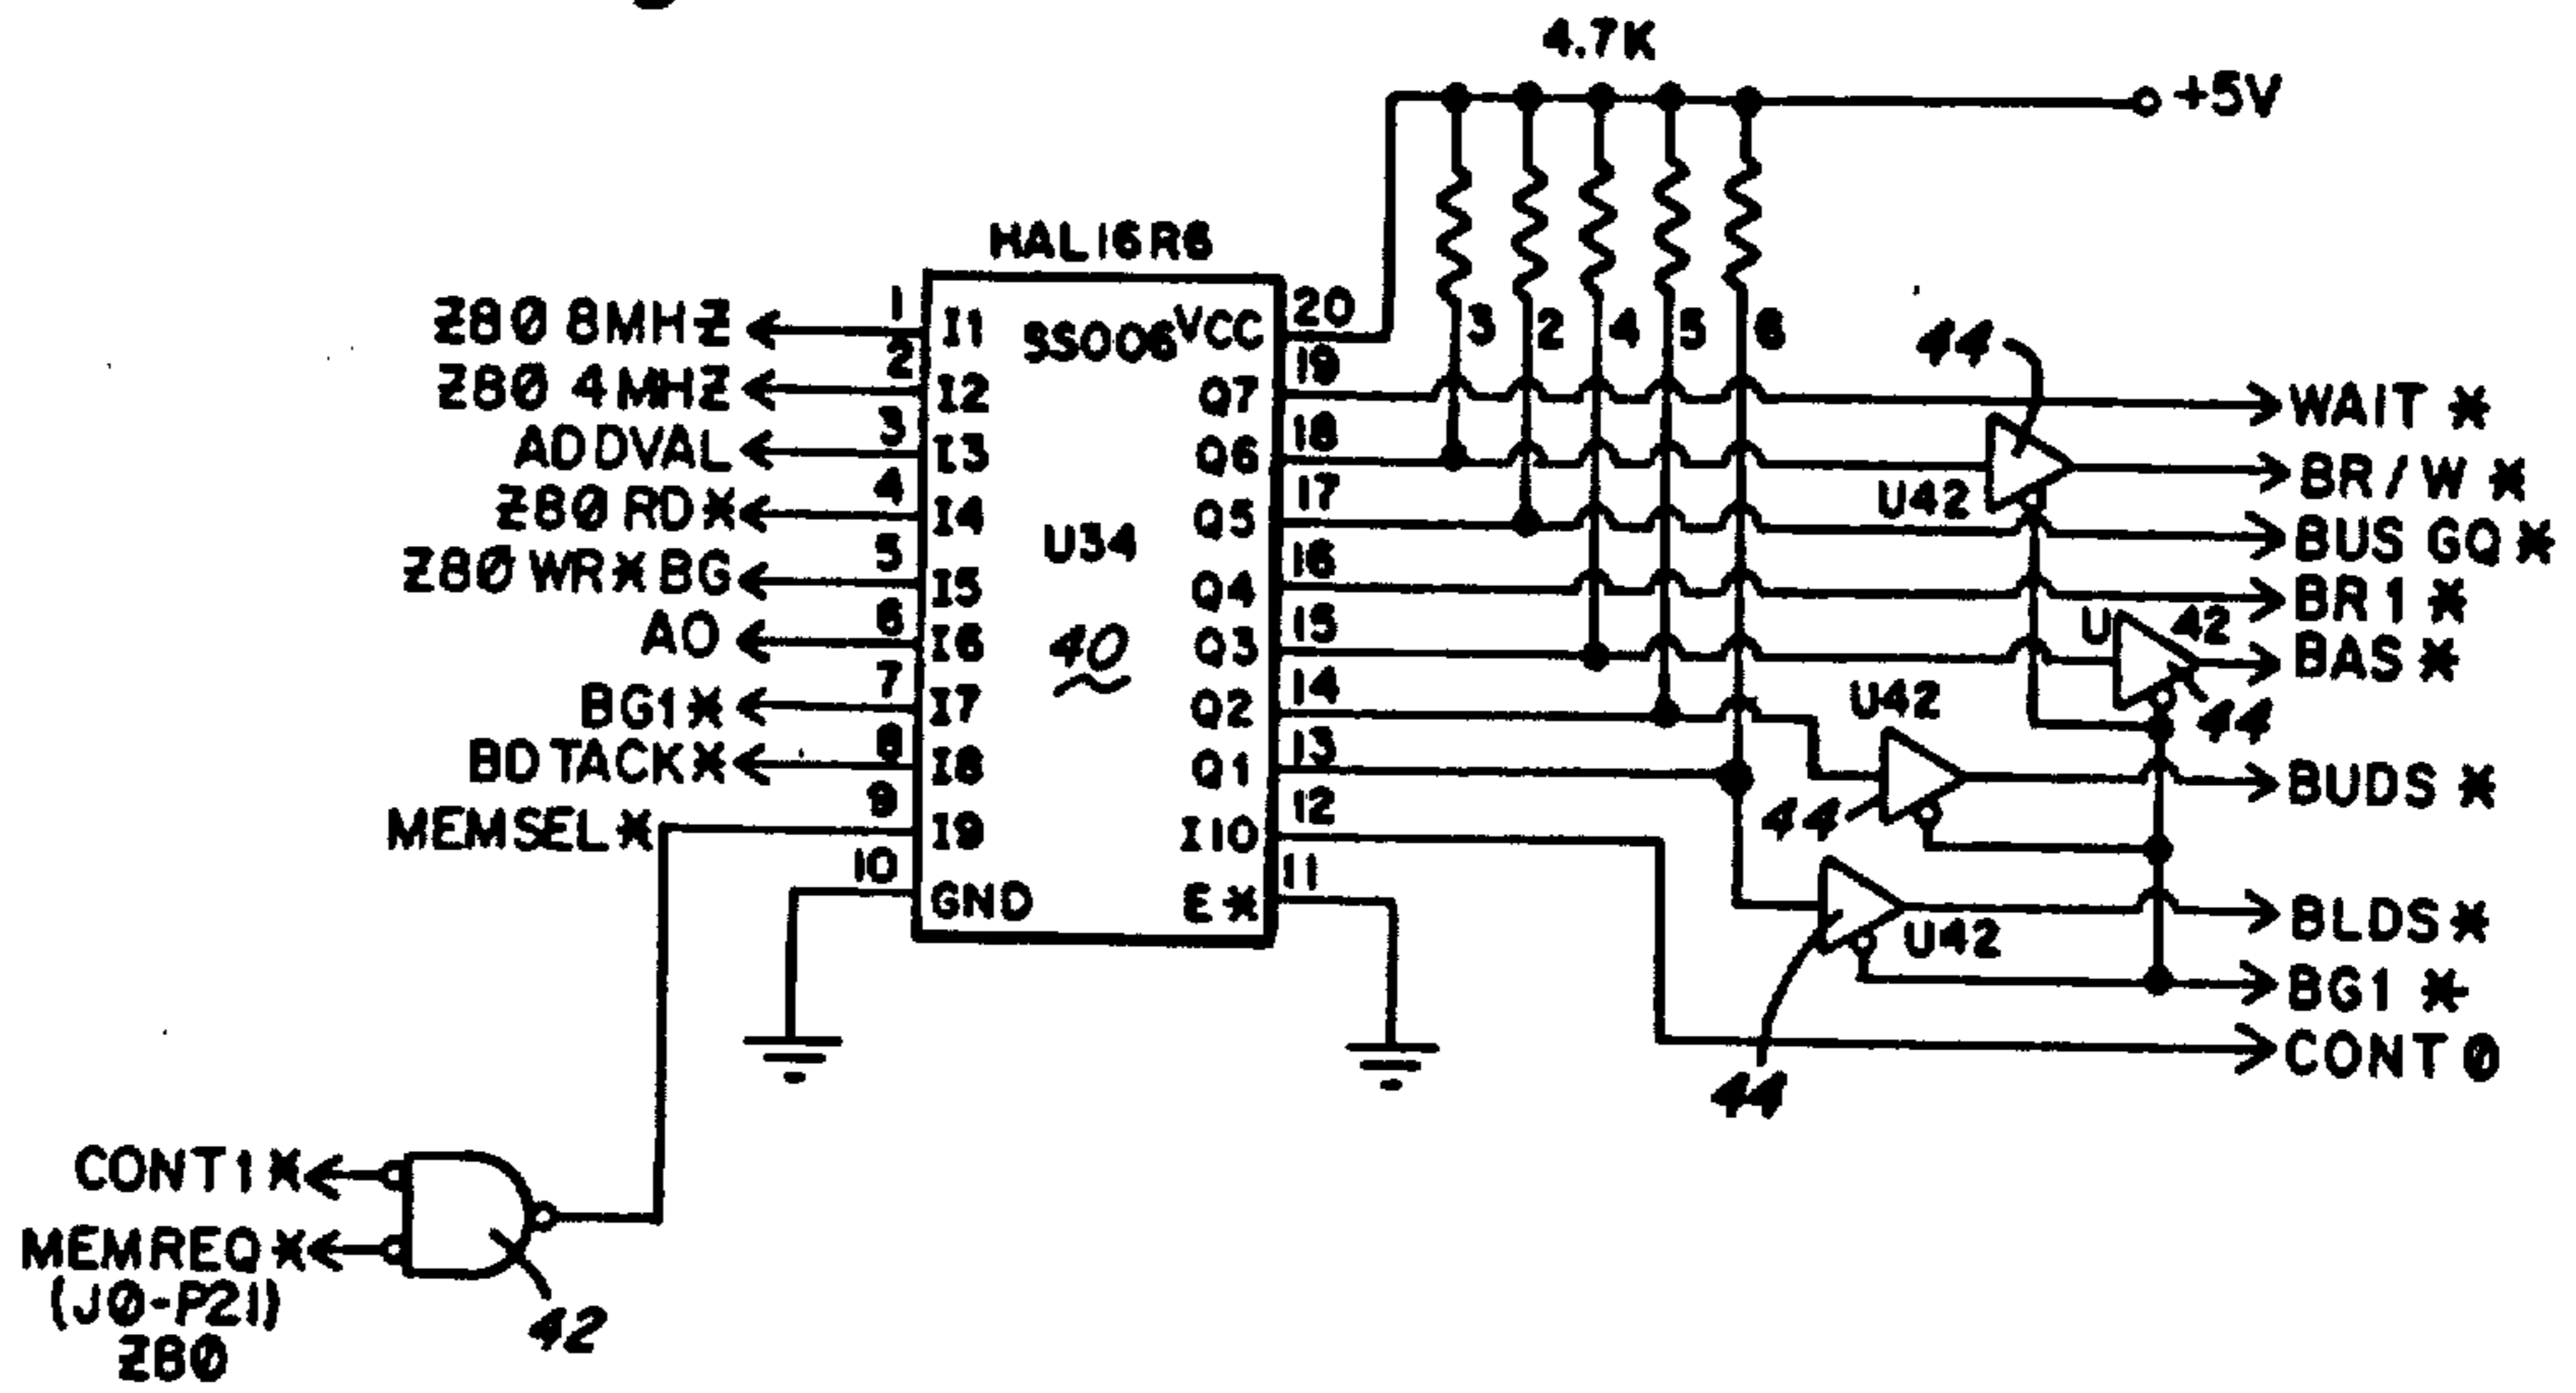 4.7K
+5V
HAL16R6
Z80 8MHZ
1
I1
SS006
VCC
20
3
2
4
5
6
44
Z80 4MHZ
2
I2
Q7
19
WAIT*
ADDVAL
3
I3
Q6
18
U42
BR/W*
Z80 RD*
4
I4
Q5
17
BUS GQ*
Z80 WR*BG
5
I5
U34
Q4
16
BR1*
A0
6
I6
40
Q3
15
U42
BAS*
44
BG1*
7
I7
Q2
14
U42
44
BUDS*
BDTACK*
8
I8
Q1
13
MEMSEL*
9
I9
I10
12
U42
BLDS*
44
10
GND
E*
11
BG1*
CONT0
CONT1*
MEMREQ*
(J0-P21)
Z80
42